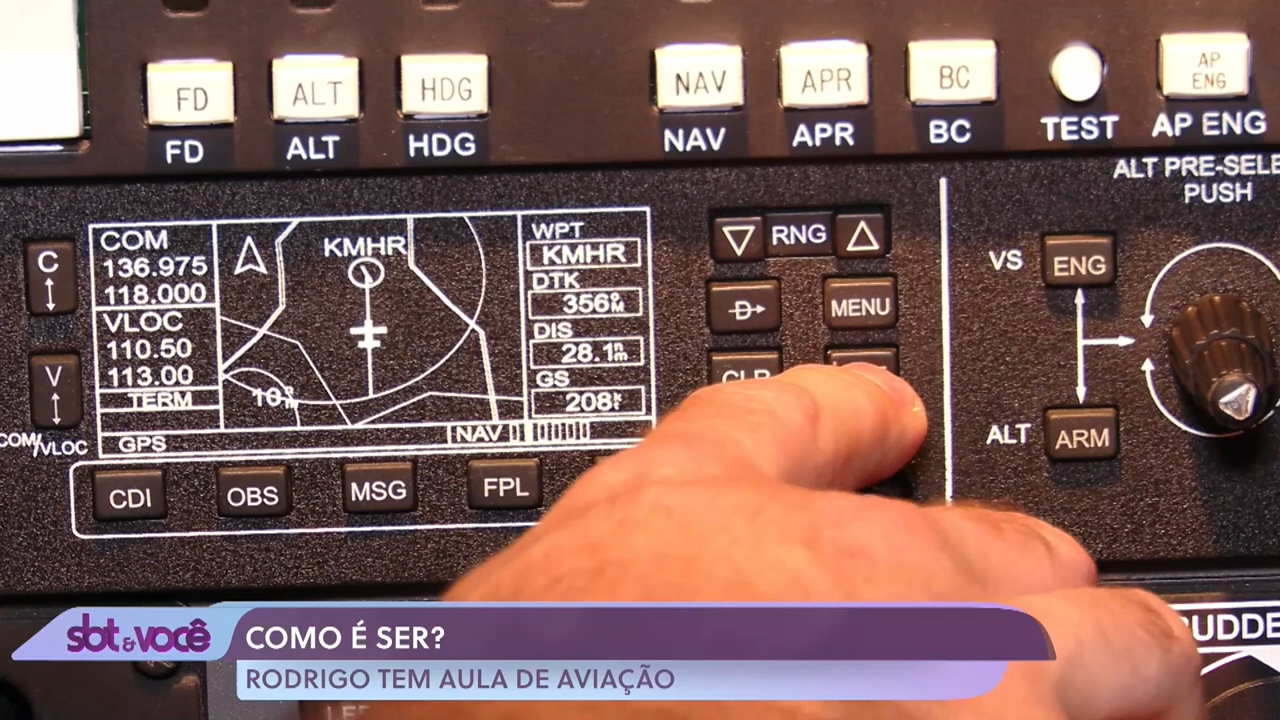 FD ALT HDG NAV APR BC AP ENG
FD ALT HDG NAV APR BC TEST AP ENG
ALT PRE-SELE
PUSH
C
COM
136.975
118.000
VLOC
110.50
113.00
TERM
GPS
KMHR
10
NAV
WPT
KMHR
DTK
356
DIS
28.1
GS
208
V
COM/VLOC
RNG
D
MENU
CLR
CDI OBS MSG FPL
VS ENG
ALT ARM
RUDDE
sbt&você
COMO É SER?
RODRIGO TEM AULA DE AVIAÇÃO